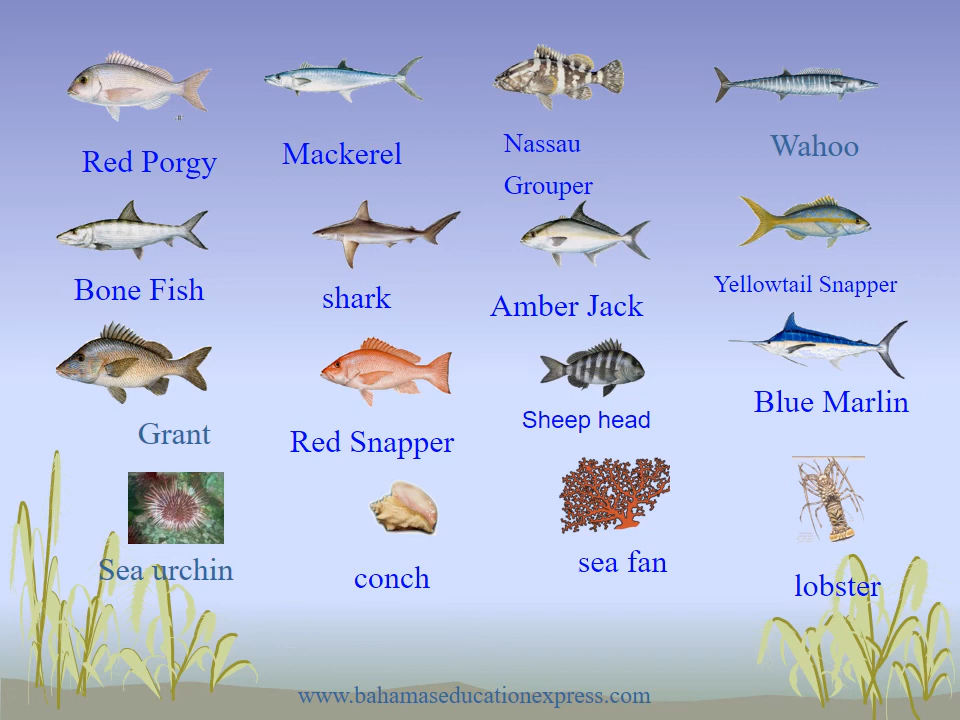 Red Porgy
Mackerel
Nassau
Grouper
Wahoo
Bone Fish
shark
Amber Jack
Yellowtail Snapper
Grant
Red Snapper
Sheep head
Blue Marlin
Sea urchin
conch
sea fan
lobster
www.bahamaseducationexpress.com